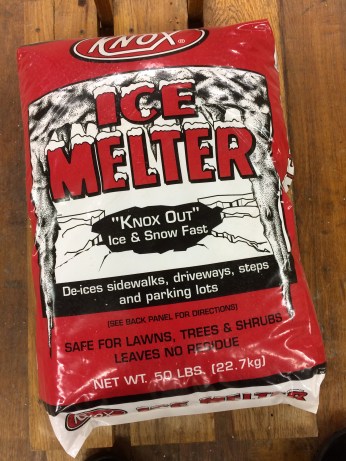 KNOX®
ICE
MELTER
"KNOX OUT"
Ice & Snow Fast
De-ices sidewalks, driveways, steps
and parking lots
(SEE BACK PANEL FOR DIRECTIONS)
SAFE FOR LAWNS, TREES & SHRUBS
LEAVES NO RESIDUE
NET WT. 50 LBS. (22.7kg)
KNOX ICE MELTER